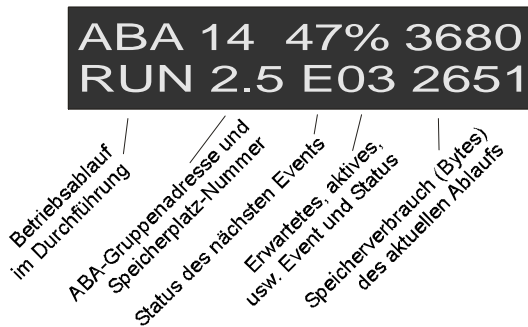 ABA 14 47% 3680
RUN 2.5 E03 2651
Betriebsablauf
im Durchführung
ABA-Gruppenadresse und
Speicherplatz-Nummer
Status des nächsten Events
Erwartetes, aktives,
usw. Event und Status
Speicherverbrauch (Bytes)
des aktuellen Ablaufs